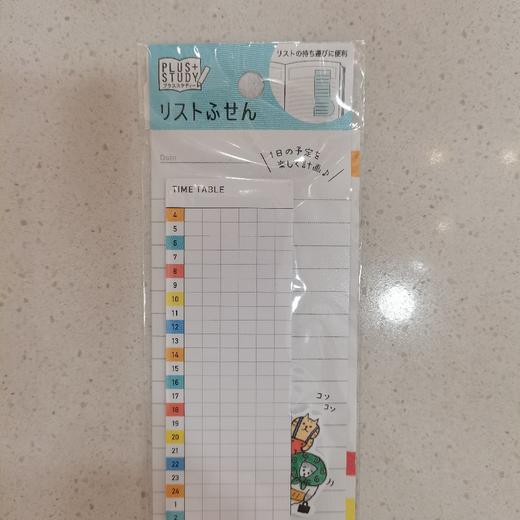 PLUS+
STUDY
プラススタディー
リストの持ち運びに便利
リストふせん
Date
1日の予定を
楽しく計画♪
TIME TABLE
4
5
6
7
8
9
10
11
12
13
14
15
16
17
18
19
20
21
22
23
24
1
2
コソ
コソ